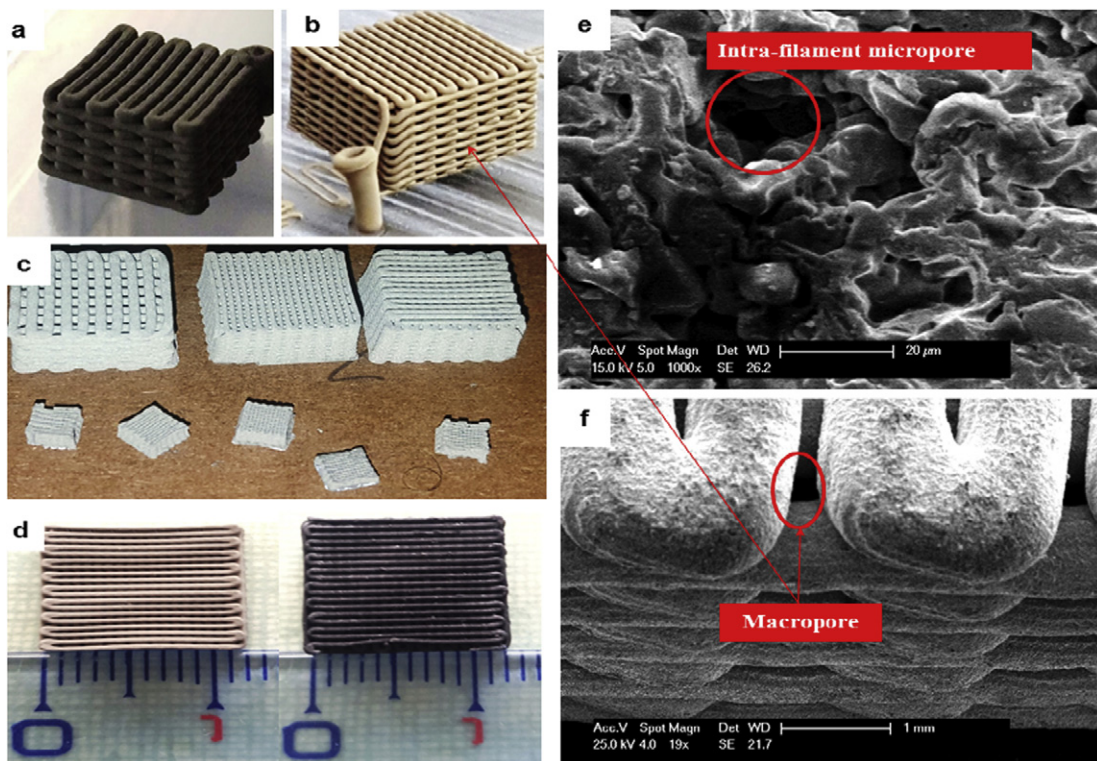 a
b
c
d
e
Intra-filament micropore
Acc.V Spot Magn Det WD
20 µm
15.0 kV 5.0 1000x SE 26.2
f
Macropore
Acc.V Spot Magn Det WD
1 mm
25.0 kV 4.0 19x SE 21.7
0
0